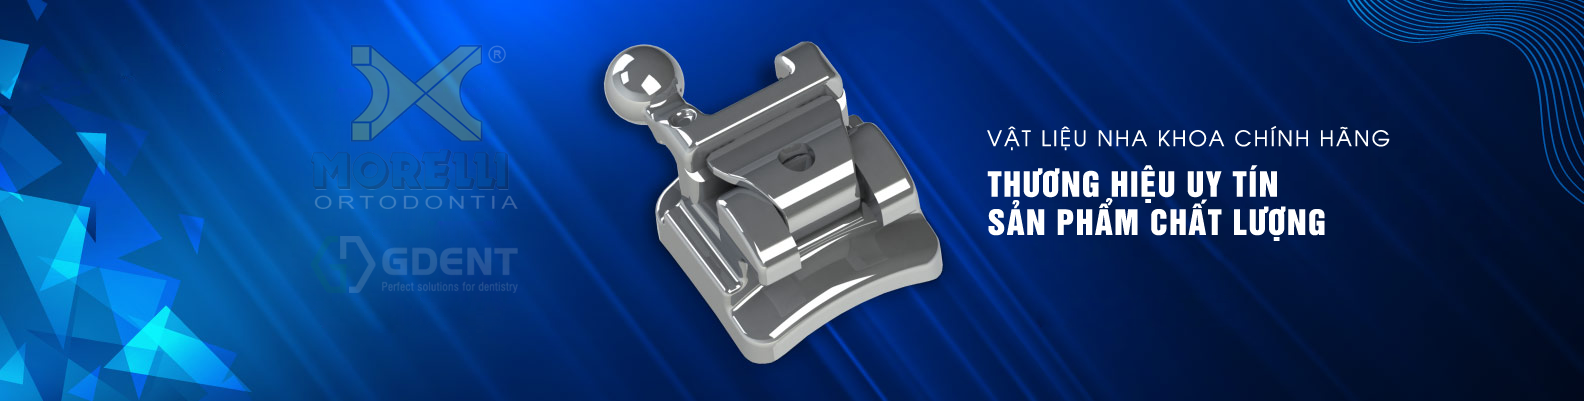 ®
MORELLI
ORTODONTIA
GDENT
Perfect solutions for dentistry
VẬT LIỆU NHA KHOA CHÍNH HÃNG
THƯƠNG HIỆU UY TÍN
SẢN PHẨM CHẤT LƯỢNG